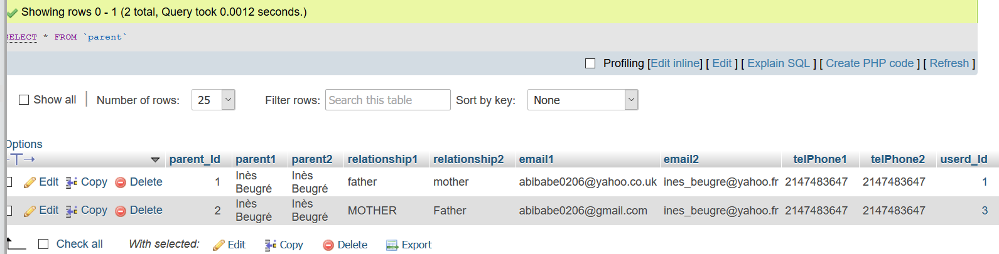 Showing rows 0 - 1 (2 total, Query took 0.0012 seconds.)
SELECT * FROM `parent`
Profiling [Edit inline] [ Edit ] [ Explain SQL ] [ Create PHP code ] [ Refresh ]
Show all Number of rows: 25 Filter rows: Search this table Sort by key: None
Options
parent_Id parent1 parent2 relationship1 relationship2 email1 email2 telPhone1 telPhone2 userd_Id
Edit Copy Delete 1 Inès Beugré Inès Beugré father mother abibabe0206@yahoo.co.uk ines_beugre@yahoo.fr 2147483647 2147483647 1
Edit Copy Delete 2 Inès Beugré Inès Beugré MOTHER Father abibabe0206@gmail.com ines_beugre@yahoo.fr 2147483647 2147483647 3
Check all With selected: Edit Copy Delete Export